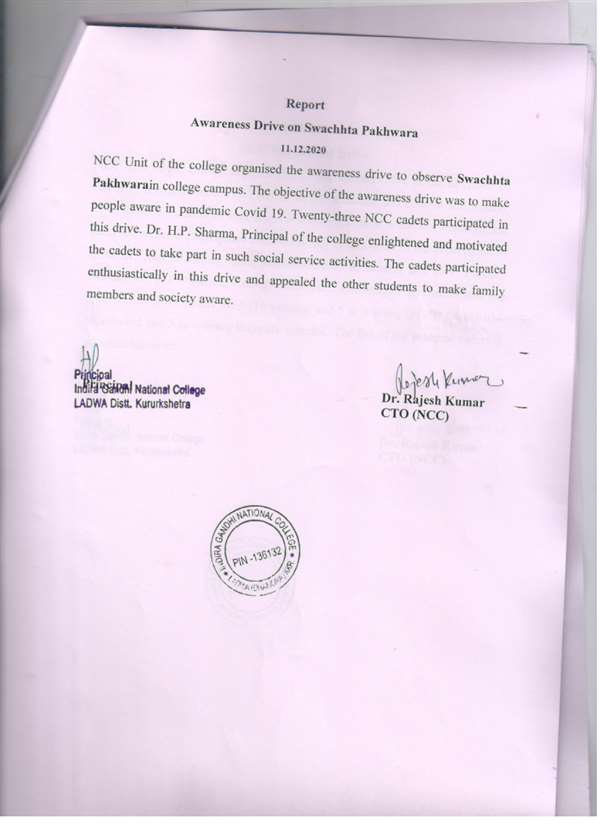 Report
Awareness Drive on Swachhta Pakhwara
11.12.2020
NCC Unit of the college organised the awareness drive to observe Swachhta
Pakhwarain college campus. The objective of the awareness drive was to make
people aware in pandemic Covid 19. Twenty-three NCC cadets participated in
this drive. Dr. H.P. Sharma, Principal of the college enlightened and motivated
the cadets to take part in such social service activities. The cadets participated
enthusiastically in this drive and appealed the other students to make family
members and society aware.
Principal
Principal
Indira Gandhi National College
LADWA Distt. Kururkshetra
Rajesh Kumar
Dr. Rajesh Kumar
CTO (NCC)
INDIRA GANDHI NATIONAL COLLEGE
PIN -136132